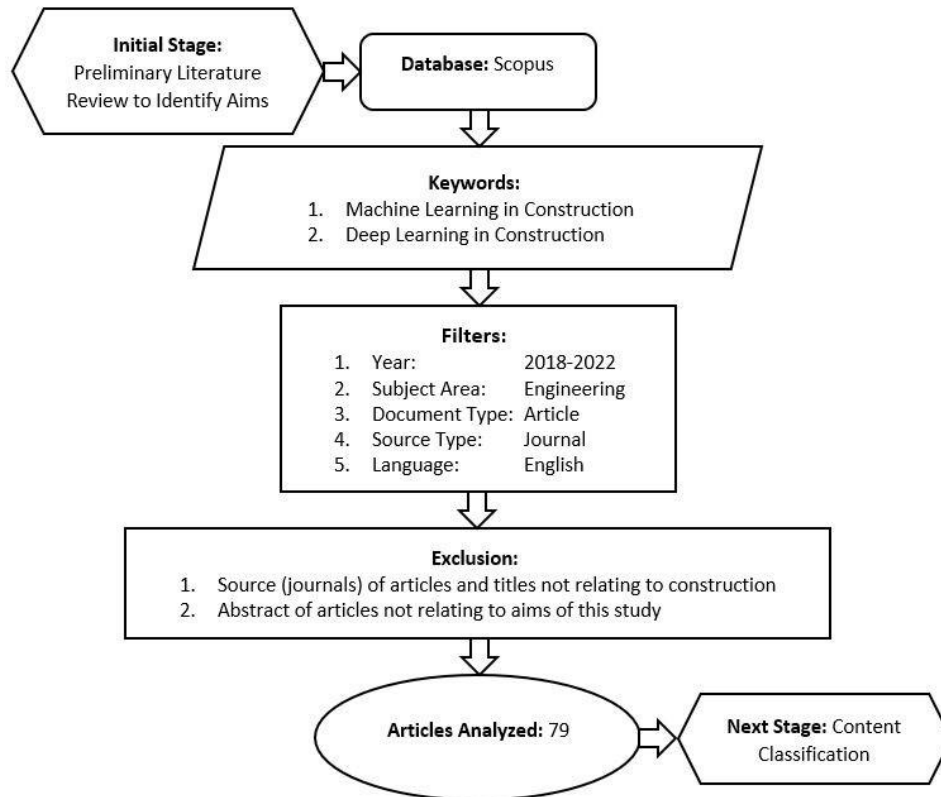 Initial Stage:
Preliminary Literature
Review to Identify Aims
Database: Scopus
Keywords:
1. Machine Learning in Construction
2. Deep Learning in Construction
Filters:
1. Year: 2018-2022
2. Subject Area: Engineering
3. Document Type: Article
4. Source Type: Journal
5. Language: English
Exclusion:
1. Source (journals) of articles and titles not relating to construction
2. Abstract of articles not relating to aims of this study
Articles Analyzed: 79
Next Stage: Content
Classification